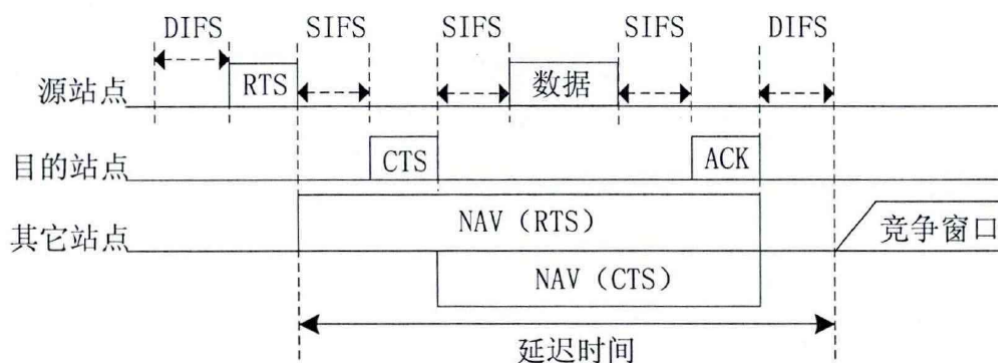 DIFS SIFS SIFS SIFS DIFS
源站点 RTS 数据
目的站点 CTS ACK
其它站点 NAV（RTS） 竞争窗口
NAV（CTS）
延迟时间